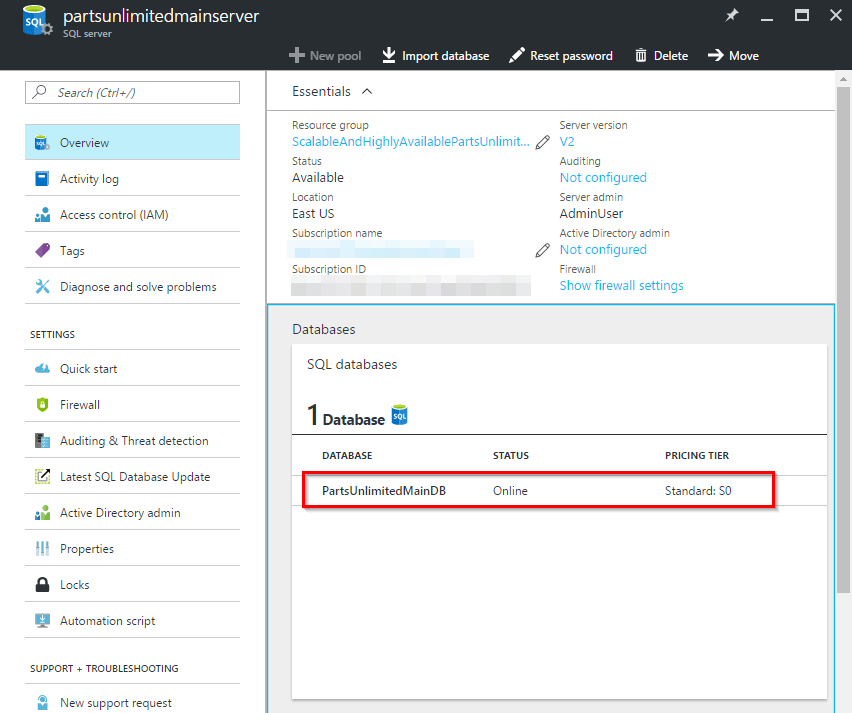 partsunlimitedmainserver
SQL server
New pool
Import database
Reset password
Delete
Move
Search (Ctrl+/)
Overview
Activity log
Access control (IAM)
Tags
Diagnose and solve problems
SETTINGS
Quick start
Firewall
Auditing & Threat detection
Latest SQL Database Update
Active Directory admin
Properties
Locks
Automation script
SUPPORT + TROUBLESHOOTING
New support request
Essentials
Resource group
ScalableAndHighlyAvailablePartsUnlimit...
Status
Available
Location
East US
Subscription name
Subscription ID
Server version
V2
Auditing
Not configured
Server admin
AdminUser
Active Directory admin
Not configured
Firewall
Show firewall settings
Databases
SQL databases
1 Database
DATABASE STATUS PRICING TIER
PartsUnlimitedMainDB Online Standard: S0